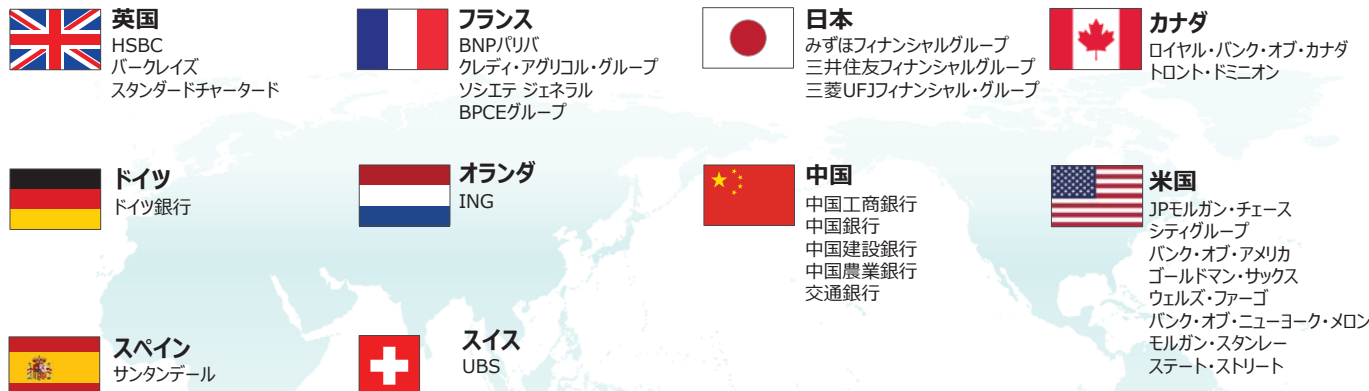 英国
HSBC
バークレイズ
スタンダードチャータード
フランス
BNPパリバ
クレディ・アグリコル・グループ
ソシエテ ジェネラル
BPCEグループ
日本
みずほフィナンシャルグループ
三井住友フィナンシャルグループ
三菱UFJフィナンシャル・グループ
カナダ
ロイヤル・バンク・オブ・カナダ
トロント・ドミニオン
ドイツ
ドイツ銀行
オランダ
ING
中国
中国工商銀行
中国銀行
中国建設銀行
中国農業銀行
交通銀行
米国
JPモルガン・チェース
シティグループ
バンク・オブ・アメリカ
ゴールドマン・サックス
ウェルズ・ファーゴ
バンク・オブ・ニューヨーク・メロン
モルガン・スタンレー
ステート・ストリート
スペイン
サンタンデール
スイス
UBS